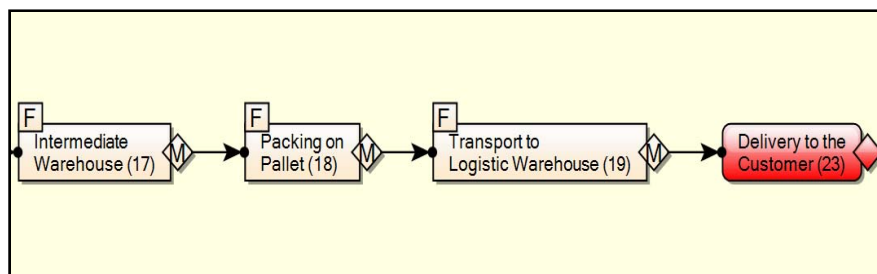 F
Intermediate
Warehouse (17)
M
F
Packing on
Pallet (18)
M
F
Transport to
Logistic Warehouse (19)
M
Delivery to the
Customer (23)